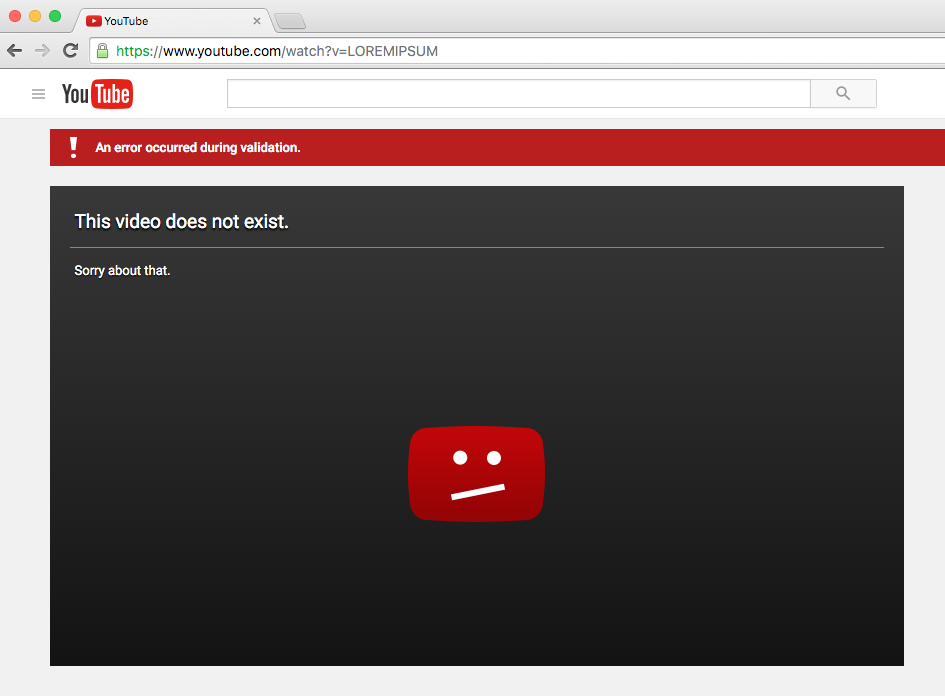 YouTube
https://www.youtube.com/watch?v=LOREMIPSUM
YouTube
An error occurred during validation.
This video does not exist.
Sorry about that.